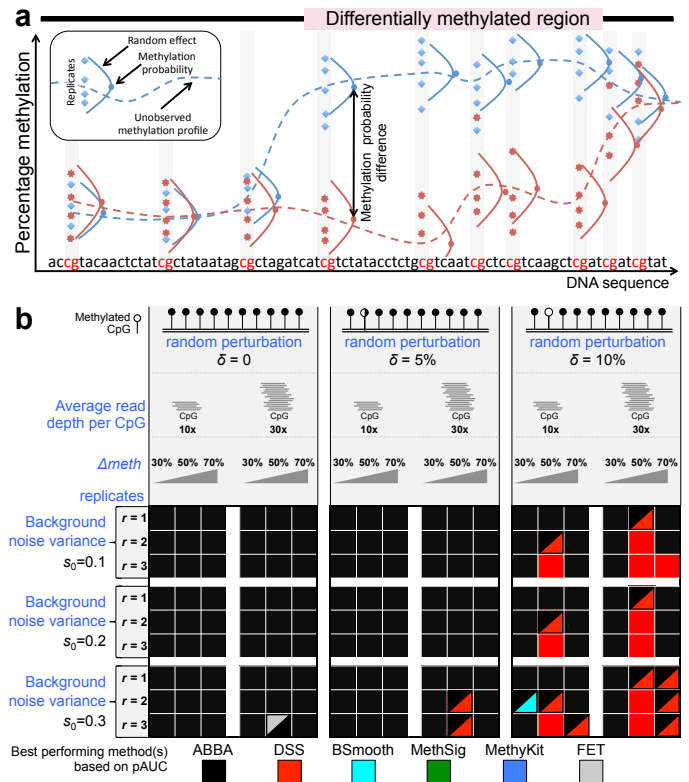 a
Differentially methylated region
Percentage methylation
Replicates
Random effect
Methylation
probability
Unobserved
methylation profile
Methylation probability
difference
accgtacaactctatcgctataatagcgctagatcatcgtctatacctctgcgtcaatcgctccgtcaagctcgatcgatcgtat
DNA sequence
b
Methylated
CpG
random perturbation
δ = 0
random perturbation
δ = 5%
random perturbation
δ = 10%
Average read
depth per CpG
CpG
10x
CpG
30x
CpG
10x
CpG
30x
CpG
10x
CpG
30x
Δmeth
30% 50% 70% 30% 50% 70%
30% 50% 70% 30% 50% 70%
30% 50% 70% 30% 50% 70%
replicates
Background
noise variance
s0=0.1
r = 1
r = 2
r = 3
Background
noise variance
s0=0.2
r = 1
r = 2
r = 3
Background
noise variance
s0=0.3
r = 1
r = 2
r = 3
Best performing method(s)
based on pAUC
ABBA
DSS
BSmooth
MethSig
MethyKit
FET